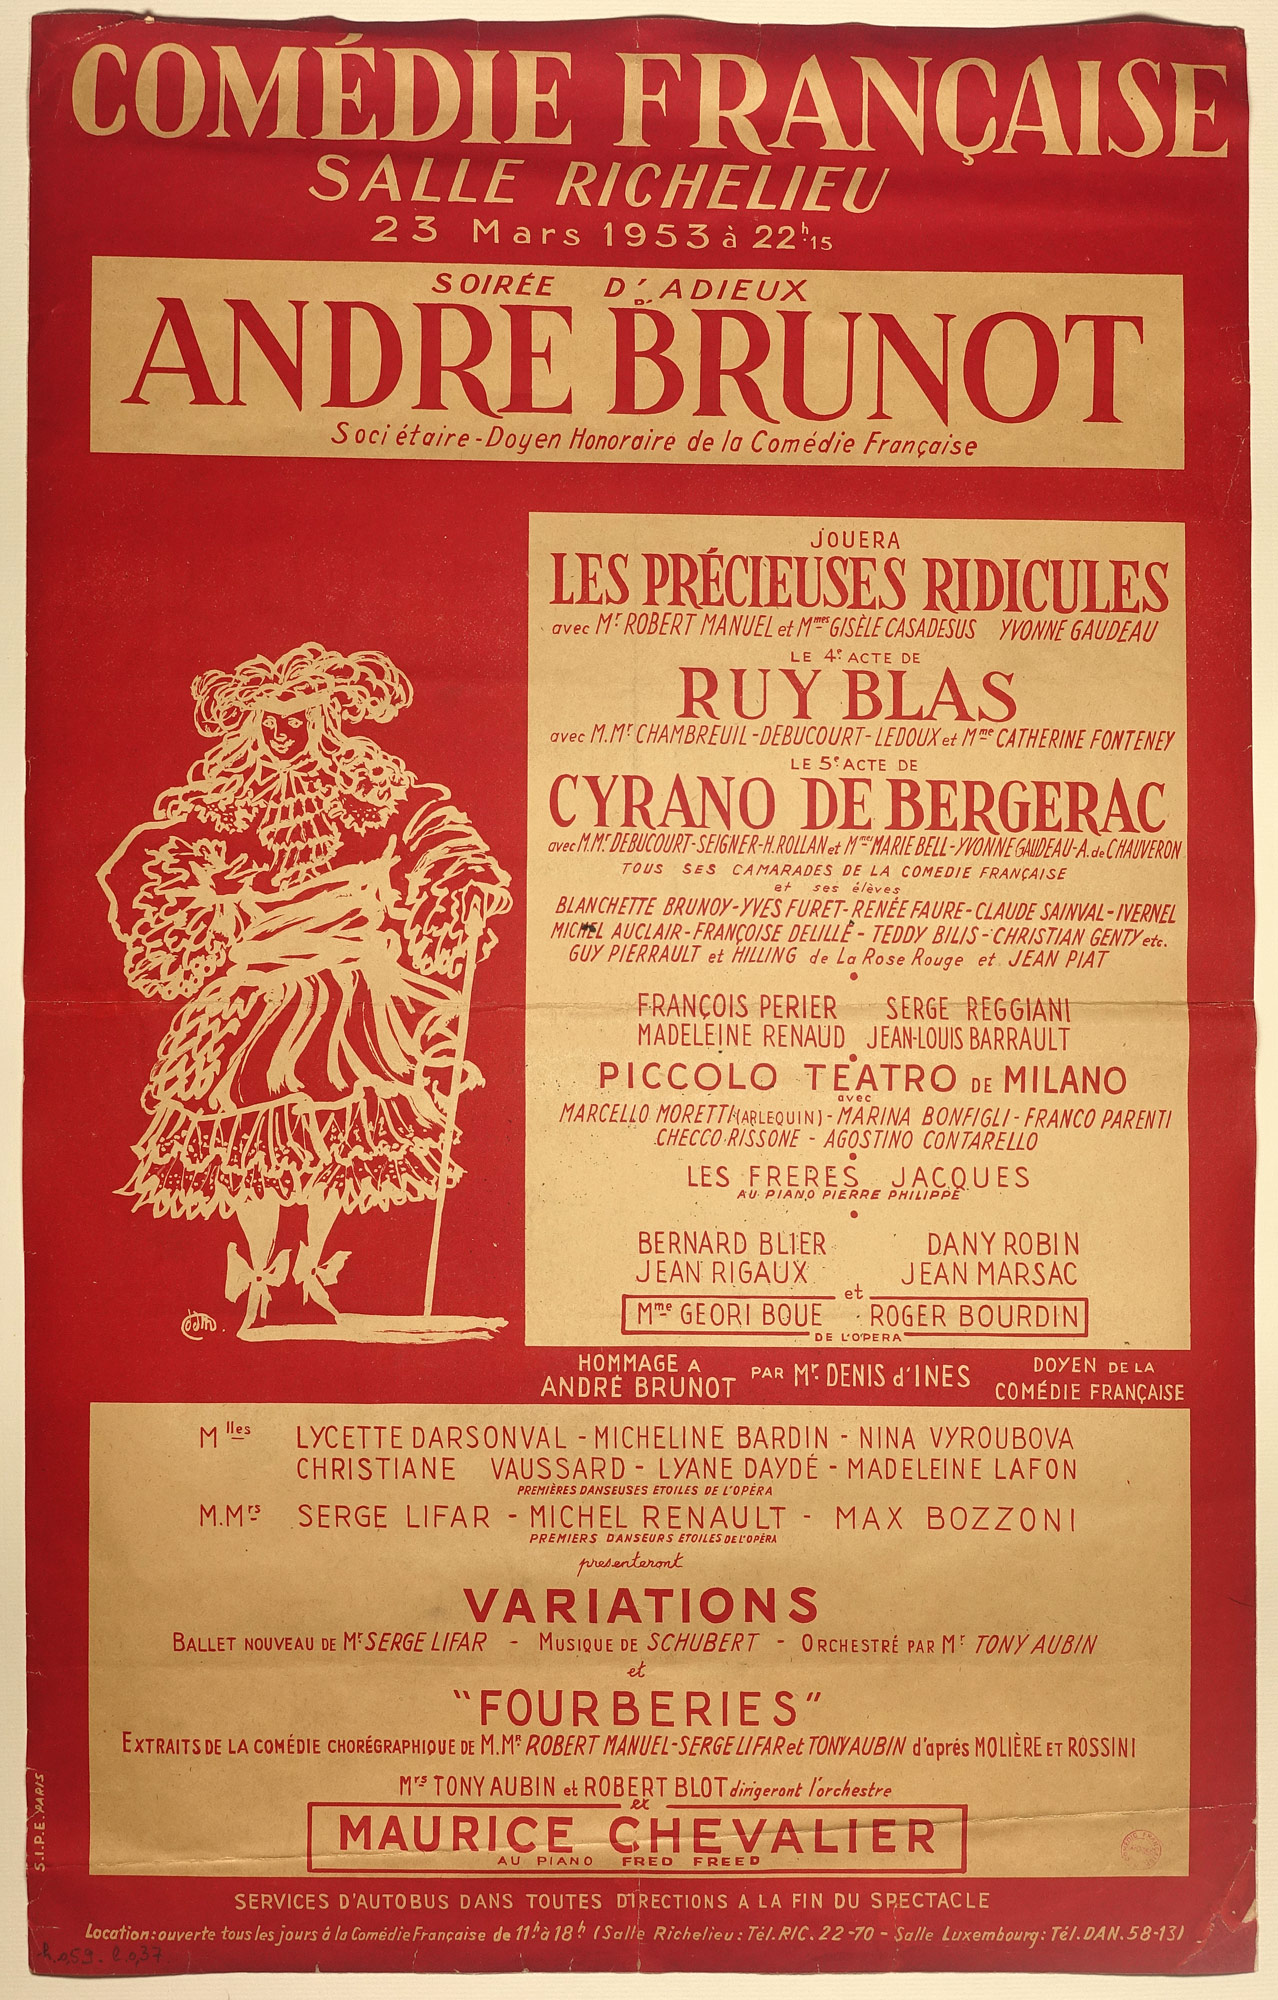 COMÉDIE FRANÇAISE
SALLE RICHELIEU
23 Mars 1953 à 22h.15
SOIRÉE D'ADIEUX
D'
ANDRE BRUNOT
Sociétaire-Doyen Honoraire de la Comédie Française
JOUERA
LES PRÉCIEUSES RIDICULES
avec Mr ROBERT MANUEL et Mmes GISÈLE CASADESUS YVONNE GAUDEAU
LE 4e ACTE DE
RUY BLAS
avec M.Mr CHAMBREUIL-DEBUCOURT-LEDOUX et Mme CATHERINE FONTENEY
LE 5e ACTE DE
CYRANO DE BERGERAC
avec M.Mr DEBUCOURT-SEIGNER-H.ROLLAN et Mmes MARIE BELL-YVONNE GAUDEAU-A. de CHAUVERON
TOUS SES CAMARADES DE LA COMEDIE FRANÇAISE
et ses élèves
BLANCHETTE BRUNOY-YVES FURET-RENÉE FAURE-CLAUDE SAINVAL-IVERNEL
MICHEL AUCLAIR-FRANÇOISE DELILLE-TEDDY BILIS-CHRISTIAN GENTY etc.
GUY PIERRAULT et HILLING de La Rose Rouge et JEAN PIAT
FRANÇOIS PERIER SERGE REGGIANI
MADELEINE RENAUD JEAN-LOUIS BARRAULT
PICCOLO TEATRO DE MILANO
avec
MARCELLO MORETTI (ARLEQUIN)-MARINA BONFIGLI-FRANCO PARENTI
CHECCO RISSONE - AGOSTINO CONTARELLO
LES FRERES JACQUES
AU PIANO PIERRE PHILIPPE
BERNARD BLIER DANY ROBIN
JEAN RIGAUX JEAN MARSAC
et
Mme GEORI BOUE ROGER BOURDIN
DE L'OPERA
HOMMAGE A ANDRÉ BRUNOT PAR Mr. DENIS d'INES DOYEN DE LA COMÉDIE FRANÇAISE
Mlles LYCETTE DARSONVAL - MICHELINE BARDIN - NINA VYROUBOVA
CHRISTIANE VAUSSARD - LYANE DAYDÉ - MADELEINE LAFON
PREMIÈRES DANSEUSES ETOILES DE L'OPÉRA
M.Mrs SERGE LIFAR - MICHEL RENAULT - MAX BOZZONI
PREMIERS DANSEURS ETOILES DE L'OPÉRA
présenteront
VARIATIONS
BALLET NOUVEAU DE Mr SERGE LIFAR - MUSIQUE DE SCHUBERT - ORCHESTRÉ PAR Mr TONY AUBIN
et
"FOURBERIES"
EXTRAITS DE LA COMÉDIE CHORÉGRAPHIQUE DE M.Mr ROBERT MANUEL-SERGE LIFAR et TONY AUBIN d'après MOLIÈRE ET ROSSINI
Mrs TONY AUBIN et ROBERT BLOT dirigeront l'orchestre
et
MAURICE CHEVALIER
AU PIANO FRED FREED
S.I.P.E. PARIS
SERVICES D'AUTOBUS DANS TOUTES DIRECTIONS A LA FIN DU SPECTACLE
Location: ouverte tous les jours à la Comédie Française de 11h à 18h (Salle Richelieu: Tél. RIC. 22-70 - Salle Luxembourg: Tél. DAN. 58-13)